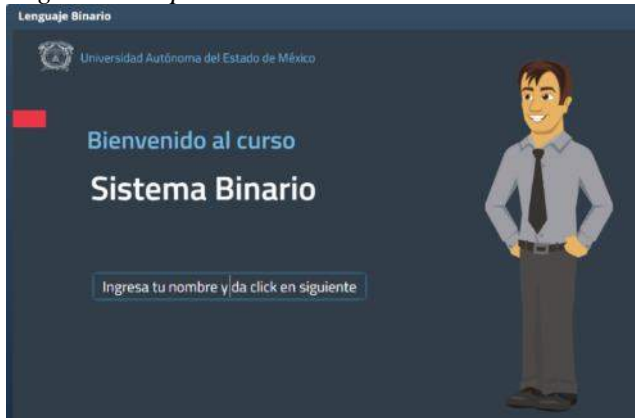 Lenguaje Binario
Universidad Autónoma del Estado de México
Bienvenido al curso
Sistema Binario
Ingresa tu nombre y da click en siguiente